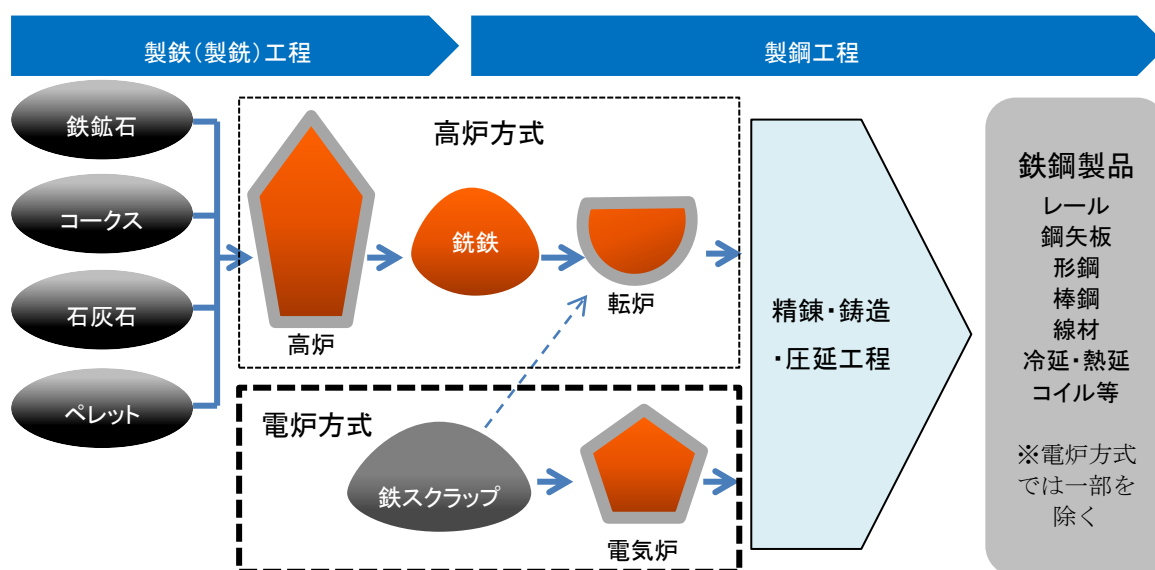 製鉄(製銑)工程
製鋼工程
鉄鉱石
コークス
石灰石
ペレット
高炉方式
高炉
銑鉄
転炉
電炉方式
鉄スクラップ
電気炉
精錬・鋳造
・圧延工程
鉄鋼製品
レール
鋼矢板
形鋼
棒鋼
線材
冷延・熱延
コイル等
※電炉方式
では一部を
除く